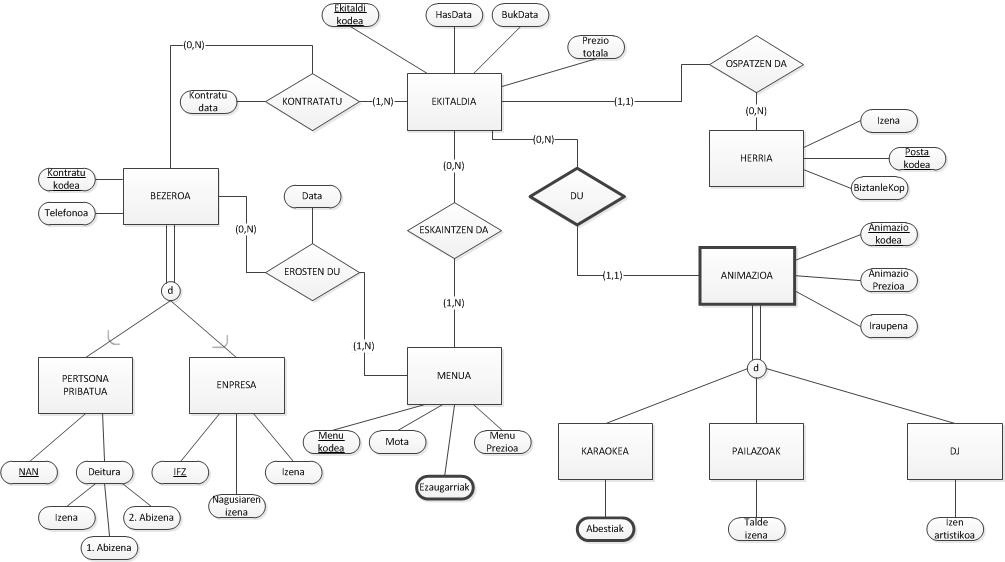 Ekitaldi
kodea
HasData
BukData
Prezio
totala
(0,N)
OSPATZEN DA
Kontratu
data
KONTRATATU
(1,N)
EKITALDIA
(1,1)
(0,N)
Izena
HERRIA
Posta
kodea
BiztanleKop
(0,N)
(0,N)
Kontratu
kodea
BEZEROA
Telefonoa
Data
DU
(0,N)
ESKAINTZEN DA
Animazio
kodea
EROSTEN DU
(1,1)
ANIMAZIOA
Animazio
Prezioa
d
(1,N)
Iraupena
(1,N)
PERTSONA
PRIBATUA
ENPRESA
MENUA
d
Menu
kodea
Mota
Menu
Prezioa
KARAOKEA
PAILAZOAK
DJ
NAN
Deitura
IFZ
Izena
Ezaugarriak
Nagusiaren
izena
Izena
2. Abizena
1. Abizena
Abestiak
Talde
izena
Izen
artistikoa